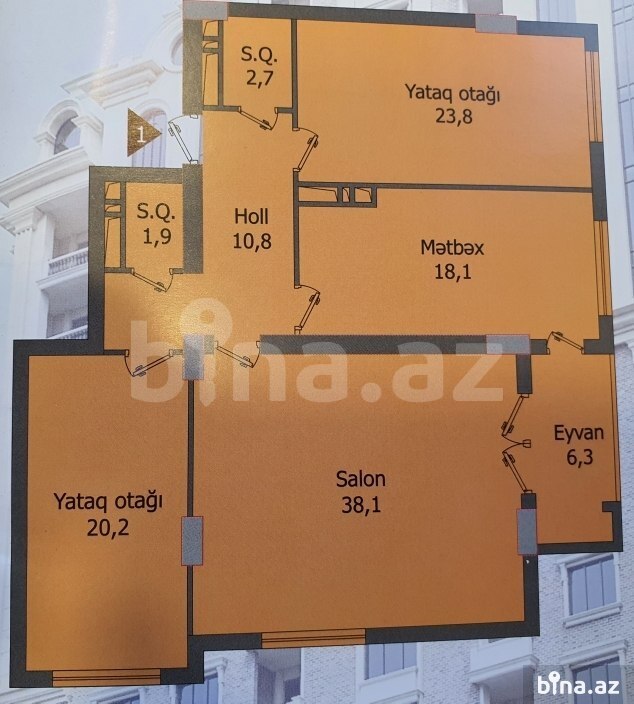 S.Q.
2,7
Yataq otağı
23,8
1
S.Q.
1,9
Holl
10,8
Mətbəx
18,1
bina.az
Eyvan
6,3
Salon
38,1
Yataq otağı
20,2
bina.az